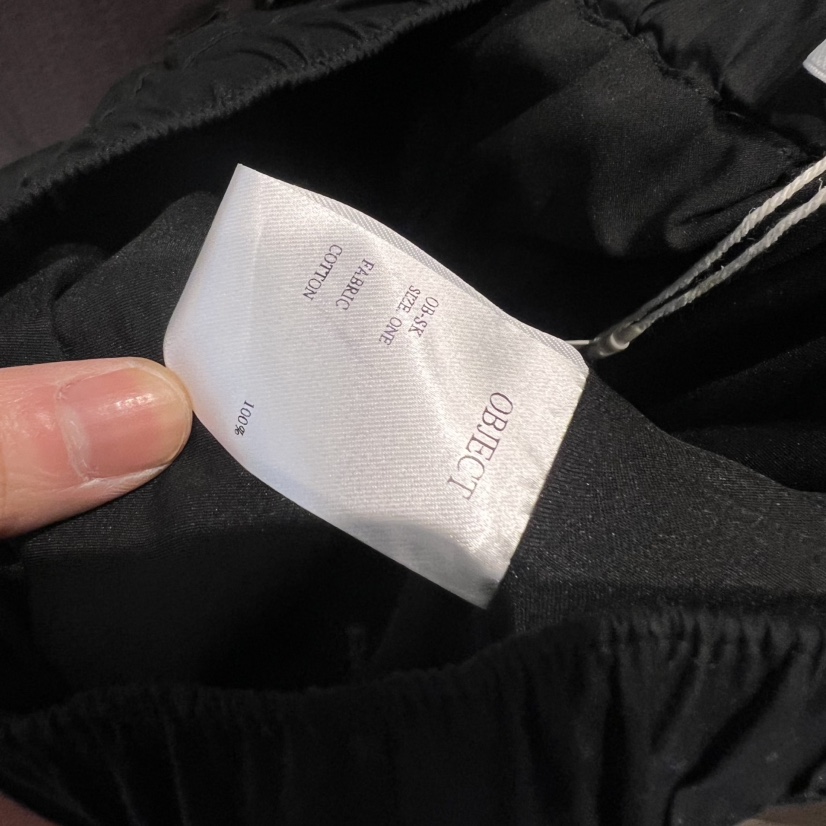 OBJECT
OB-SK
SIZE ONE
FABRIC
COTTON 100%